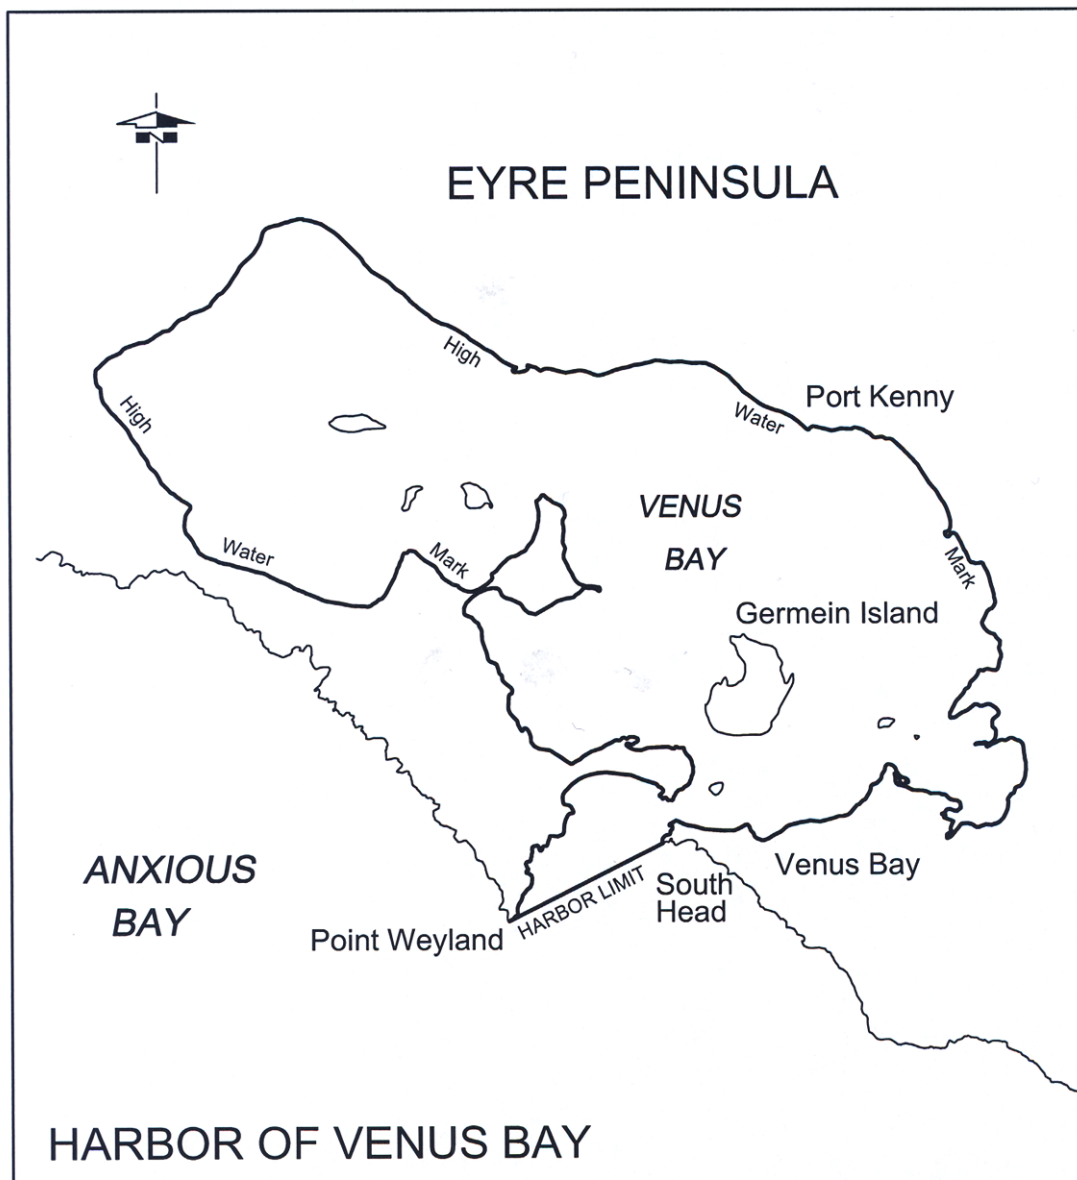 N
EYRE PENINSULA
High
High
Port Kenny
Water
VENUS
BAY
Water
Mark
Mark
Germein Island
ANXIOUS
BAY
Venus Bay
South
Head
HARBOR LIMIT
Point Weyland
HARBOR OF VENUS BAY